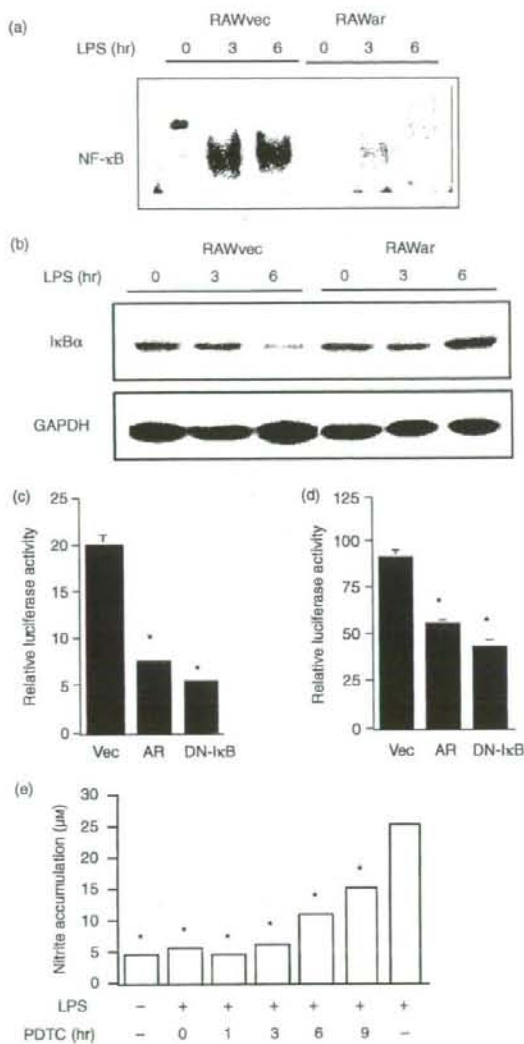 (a)
RAWvec RAWar
LPS (hr) 0 3 6 0 3 6
NF-κB
(b)
RAWvec RAWar
LPS (hr) 0 3 6 0 3 6
IκBα
GAPDH
(c)
Relative luciferase activity
25
20
15
10
5
0
Vec AR DN-IκB
(d)
Relative luciferase activity
125
100
75
50
25
0
Vec AR DN-IκB
(e)
Nitrite accumulation (μM)
30
25
20
15
10
5
0
* * * * * *
LPS – + + + + + +
PDTC (hr) – 0 1 3 6 9 –